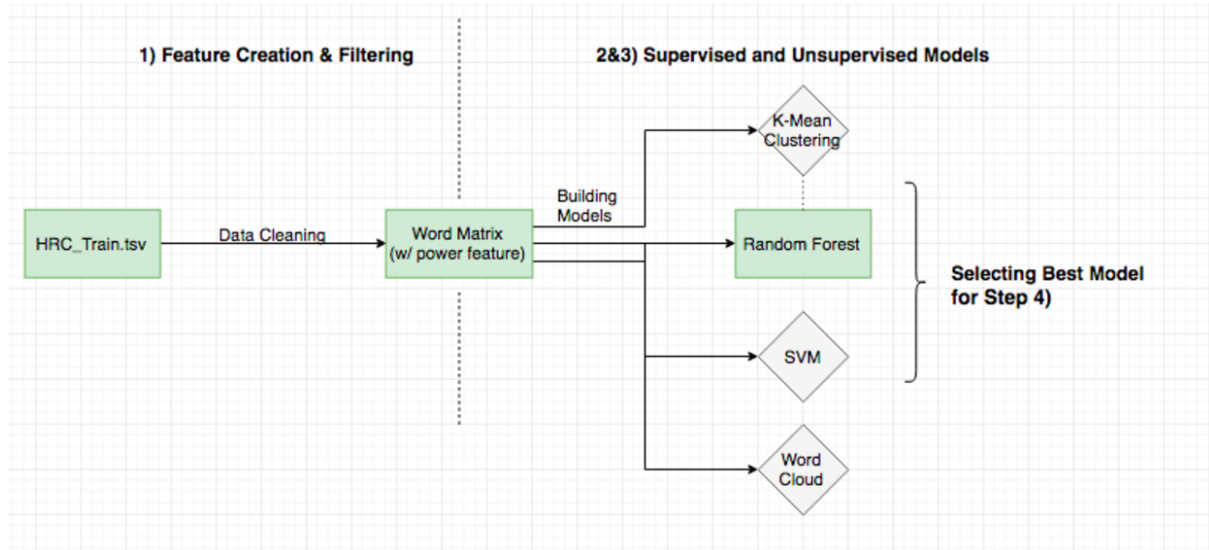 1) Feature Creation & Filtering
2&3) Supervised and Unsupervised Models
K-Mean
Clustering
Building
Models
HRC_Train.tsv
Data Cleaning
Word Matrix
(w/ power feature)
Random Forest
Selecting Best Model
for Step 4)
SVM
Word
Cloud